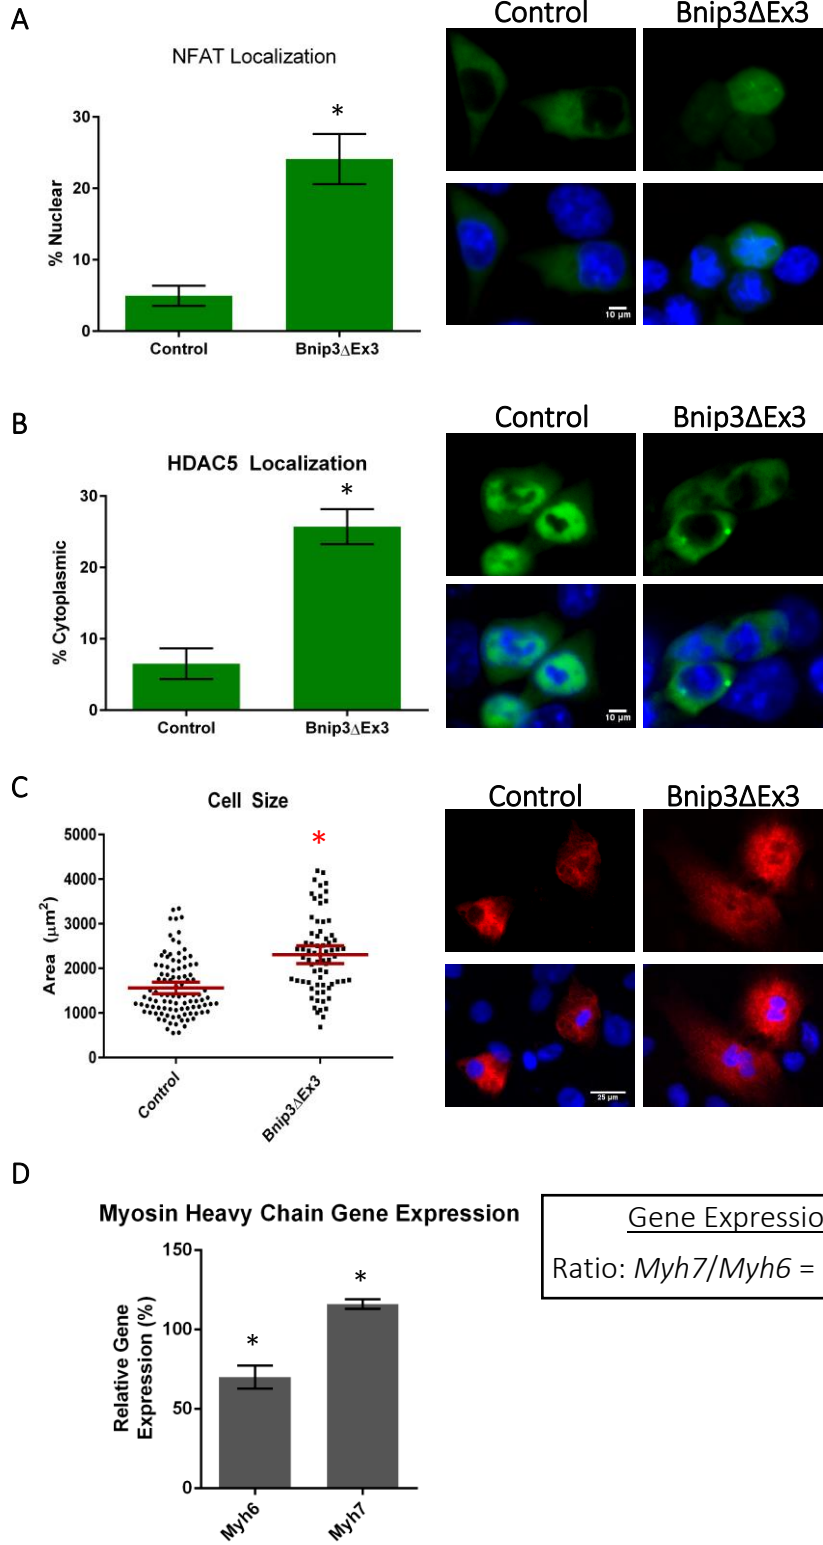 A
Control
Bnip3ΔEx3
NFAT Localization
*
30
20
10
0
% Nuclear
Control
Bnip3ΔEx3
10 µm
B
Control
Bnip3ΔEx3
HDAC5 Localization
*
30
20
10
0
% Cytoplasmic
Control
Bnip3ΔEx3
10 µm
C
Control
Bnip3ΔEx3
Cell Size
*
5000
4000
3000
2000
1000
0
Area (µm²)
Control
Bnip3ΔEx3
25 µm
D
Myosin Heavy Chain Gene Expression
Gene Expressio
Ratio: Myh7/Myh6 =
150
100
50
0
*
*
Relative Gene
Expression (%)
Myh6
Myh7